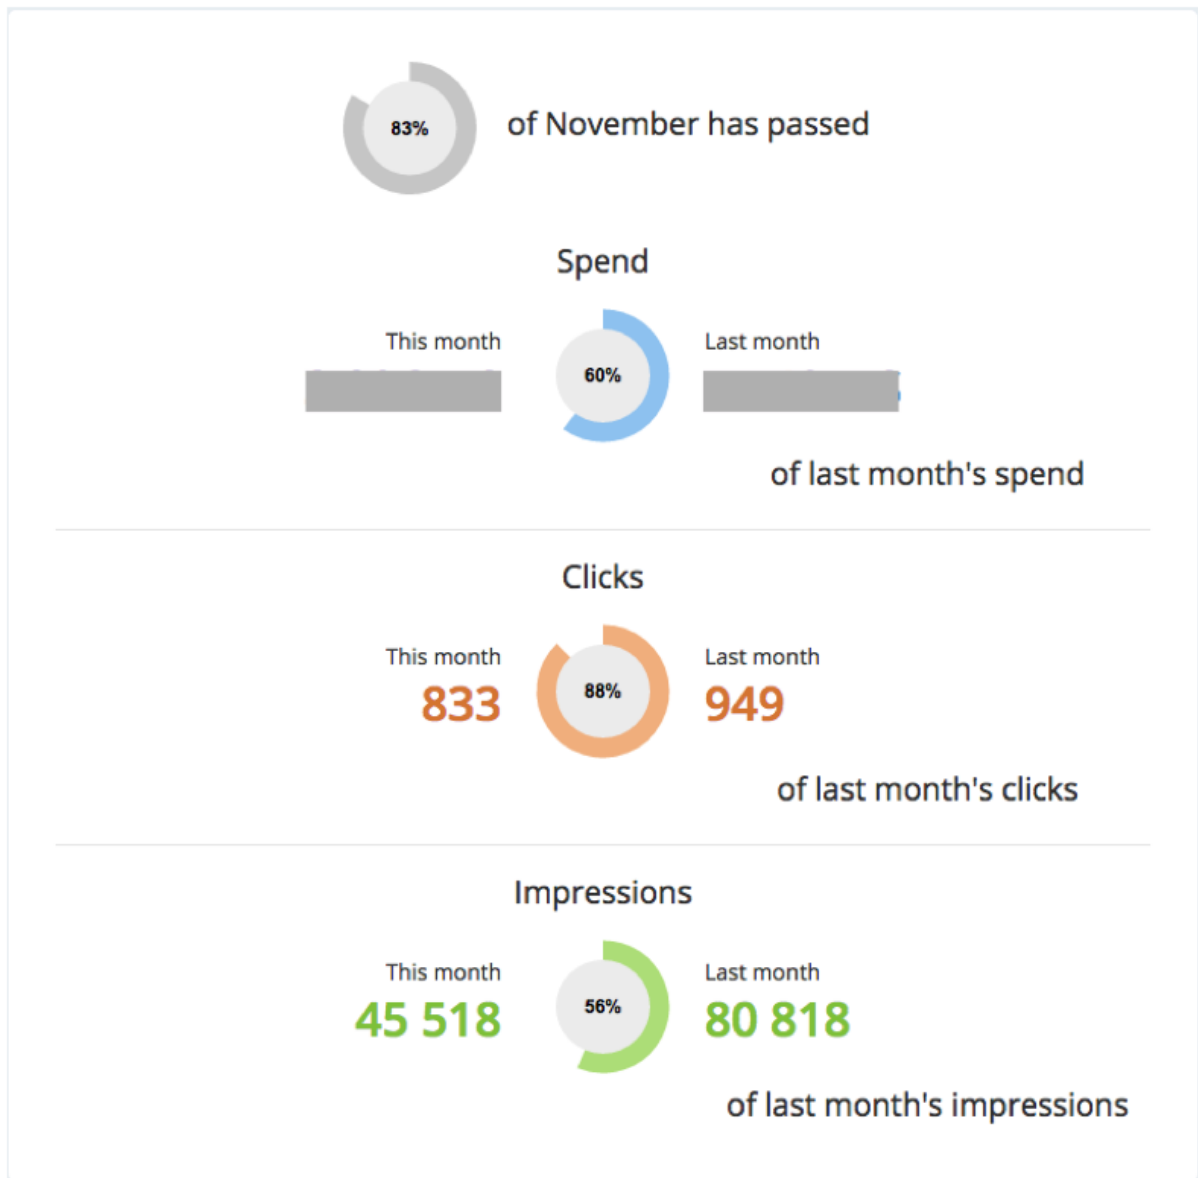 83%
of November has passed
Spend
This month
60%
Last month
of last month's spend
Clicks
This month
833
88%
Last month
949
of last month's clicks
Impressions
This month
45 518
56%
Last month
80 818
of last month's impressions